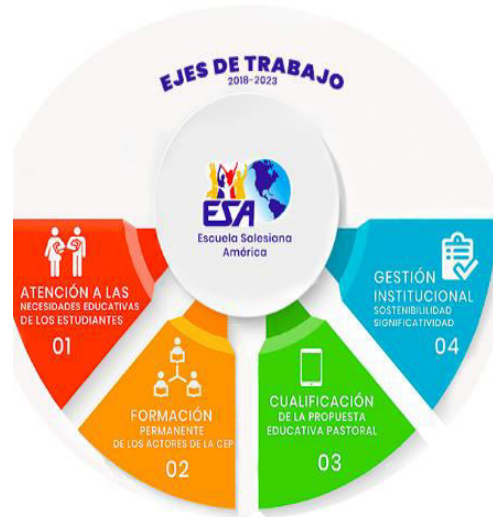 EJES DE TRABAJO
2018-2023
ESA
Escuela Salesiana
América
ATENCIÓN A LAS
NECESIDADES EDUCATIVAS
DE LOS ESTUDIANTES
01
FORMACIÓN
PERMANENTE
DE LOS ACTORES DE LA CEP
02
CUALIFICACIÓN
DE LA PROPUESTA
EDUCATIVA PASTORAL
03
GESTIÓN
INSTITUCIONAL
SOSTENIBILILIDAD
SIGNIFICATIVIDAD
04